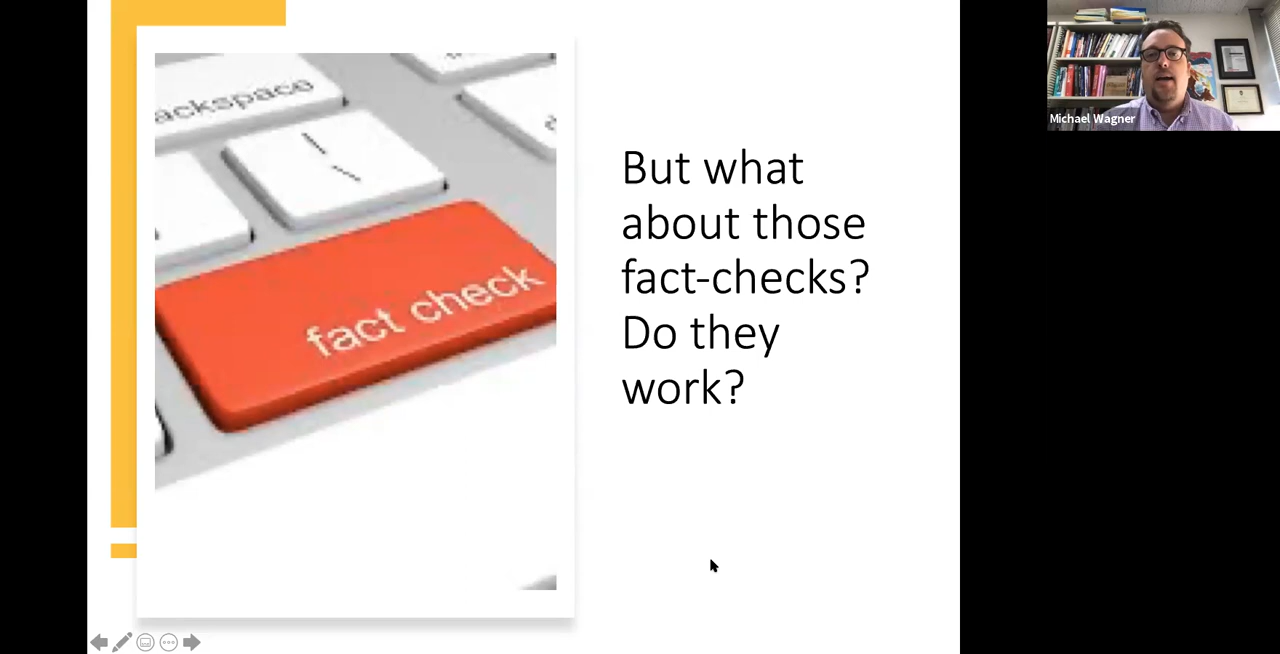 ackspace
fact check
But what
about those
fact-checks?
Do they
work?
Michael Wagner